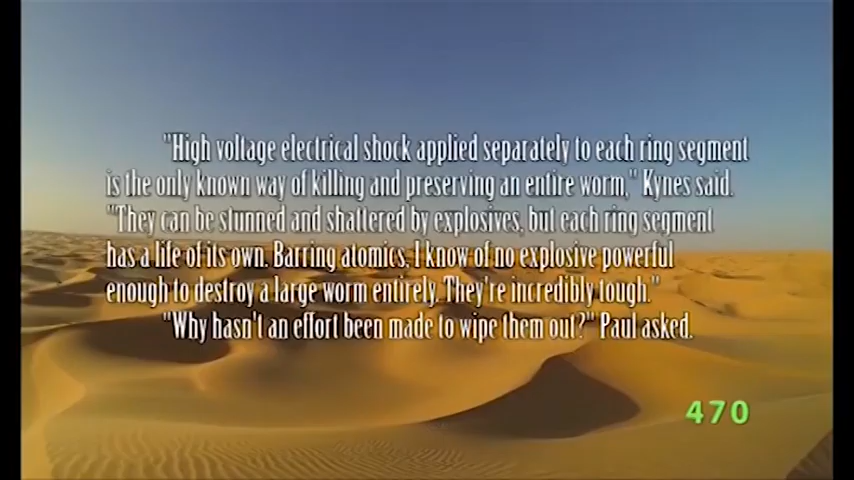 "High voltage electrical shock applied separately to each ring segment
is the only known way of killing and preserving an entire worm," Kynes said.
"They can be stunned and shattered by explosives, but each ring segment
has a life of its own. Barring atomics, I know of no explosive powerful
enough to destroy a large worm entirely. They're incredibly tough."
"Why hasn't an effort been made to wipe them out?" Paul asked.
470